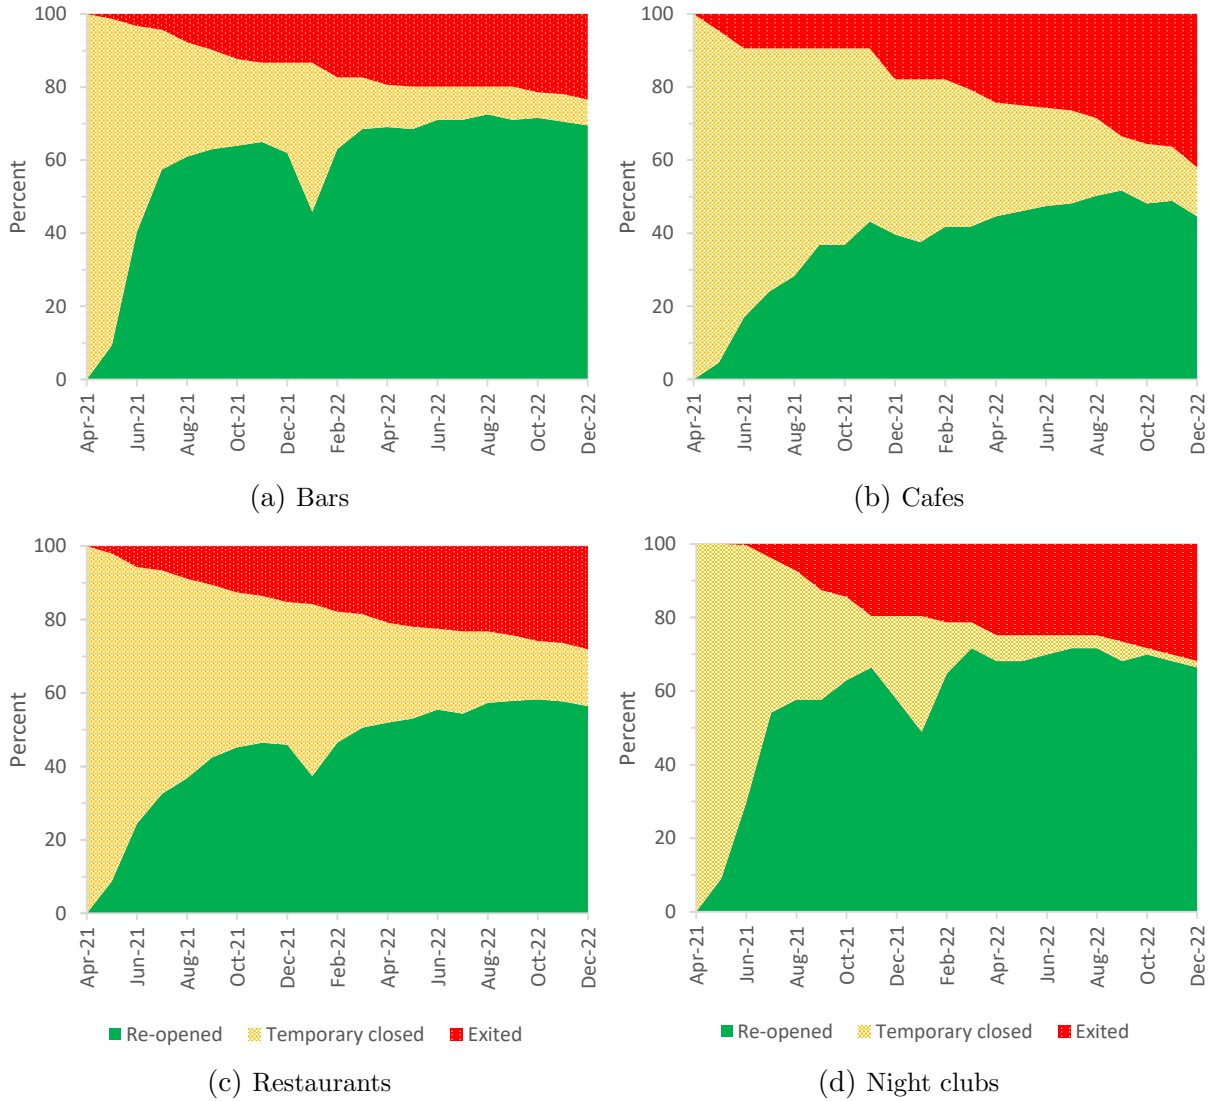 100
80
60
40
20
0
Percent
Apr-21
Jun-21
Aug-21
Oct-21
Dec-21
Feb-22
Apr-22
Jun-22
Aug-22
Oct-22
Dec-22
(a) Bars
100
80
60
40
20
0
Percent
Apr-21
Jun-21
Aug-21
Oct-21
Dec-21
Feb-22
Apr-22
Jun-22
Aug-22
Oct-22
Dec-22
(b) Cafes
100
80
60
40
20
0
Percent
Apr-21
Jun-21
Aug-21
Oct-21
Dec-21
Feb-22
Apr-22
Jun-22
Aug-22
Oct-22
Dec-22
Re-opened Temporary closed Exited
(c) Restaurants
100
80
60
40
20
0
Percent
Apr-21
Jun-21
Aug-21
Oct-21
Dec-21
Feb-22
Apr-22
Jun-22
Aug-22
Oct-22
Dec-22
Re-opened Temporary closed Exited
(d) Night clubs